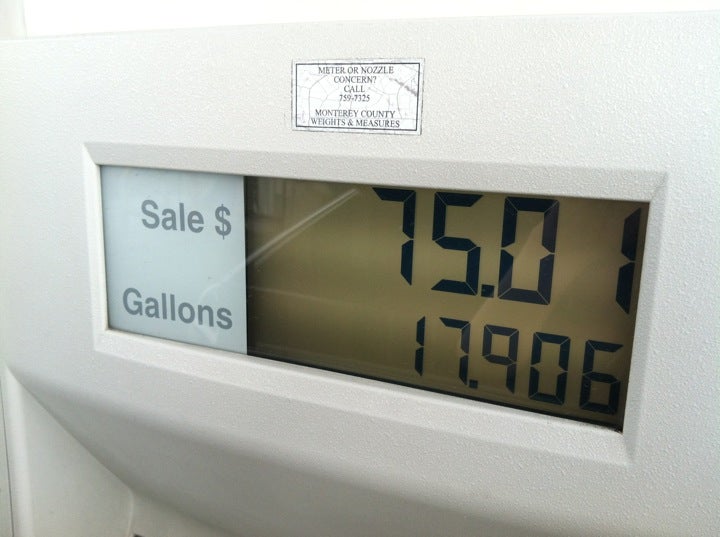 METER OR NOZZLE
CONCERN?
CALL
759-7325
MONTEREY COUNTY
WEIGHTS & MEASURES
Sale $ 75.01
Gallons 17.906